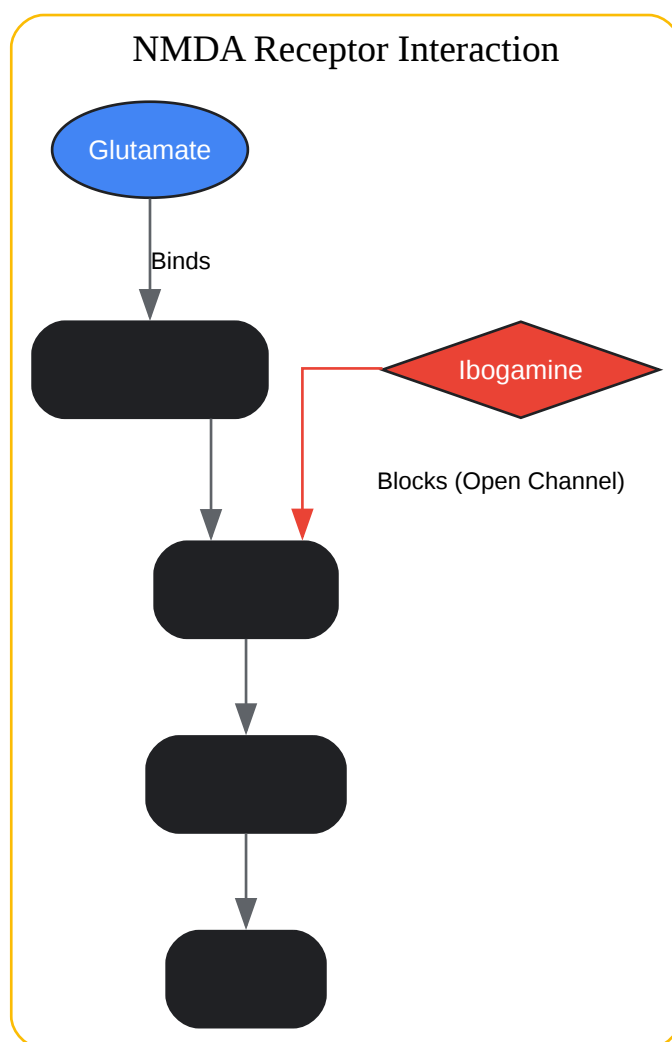 NMDA Receptor Interaction
Glutamate
Binds
Ibogamine
Blocks (Open Channel)